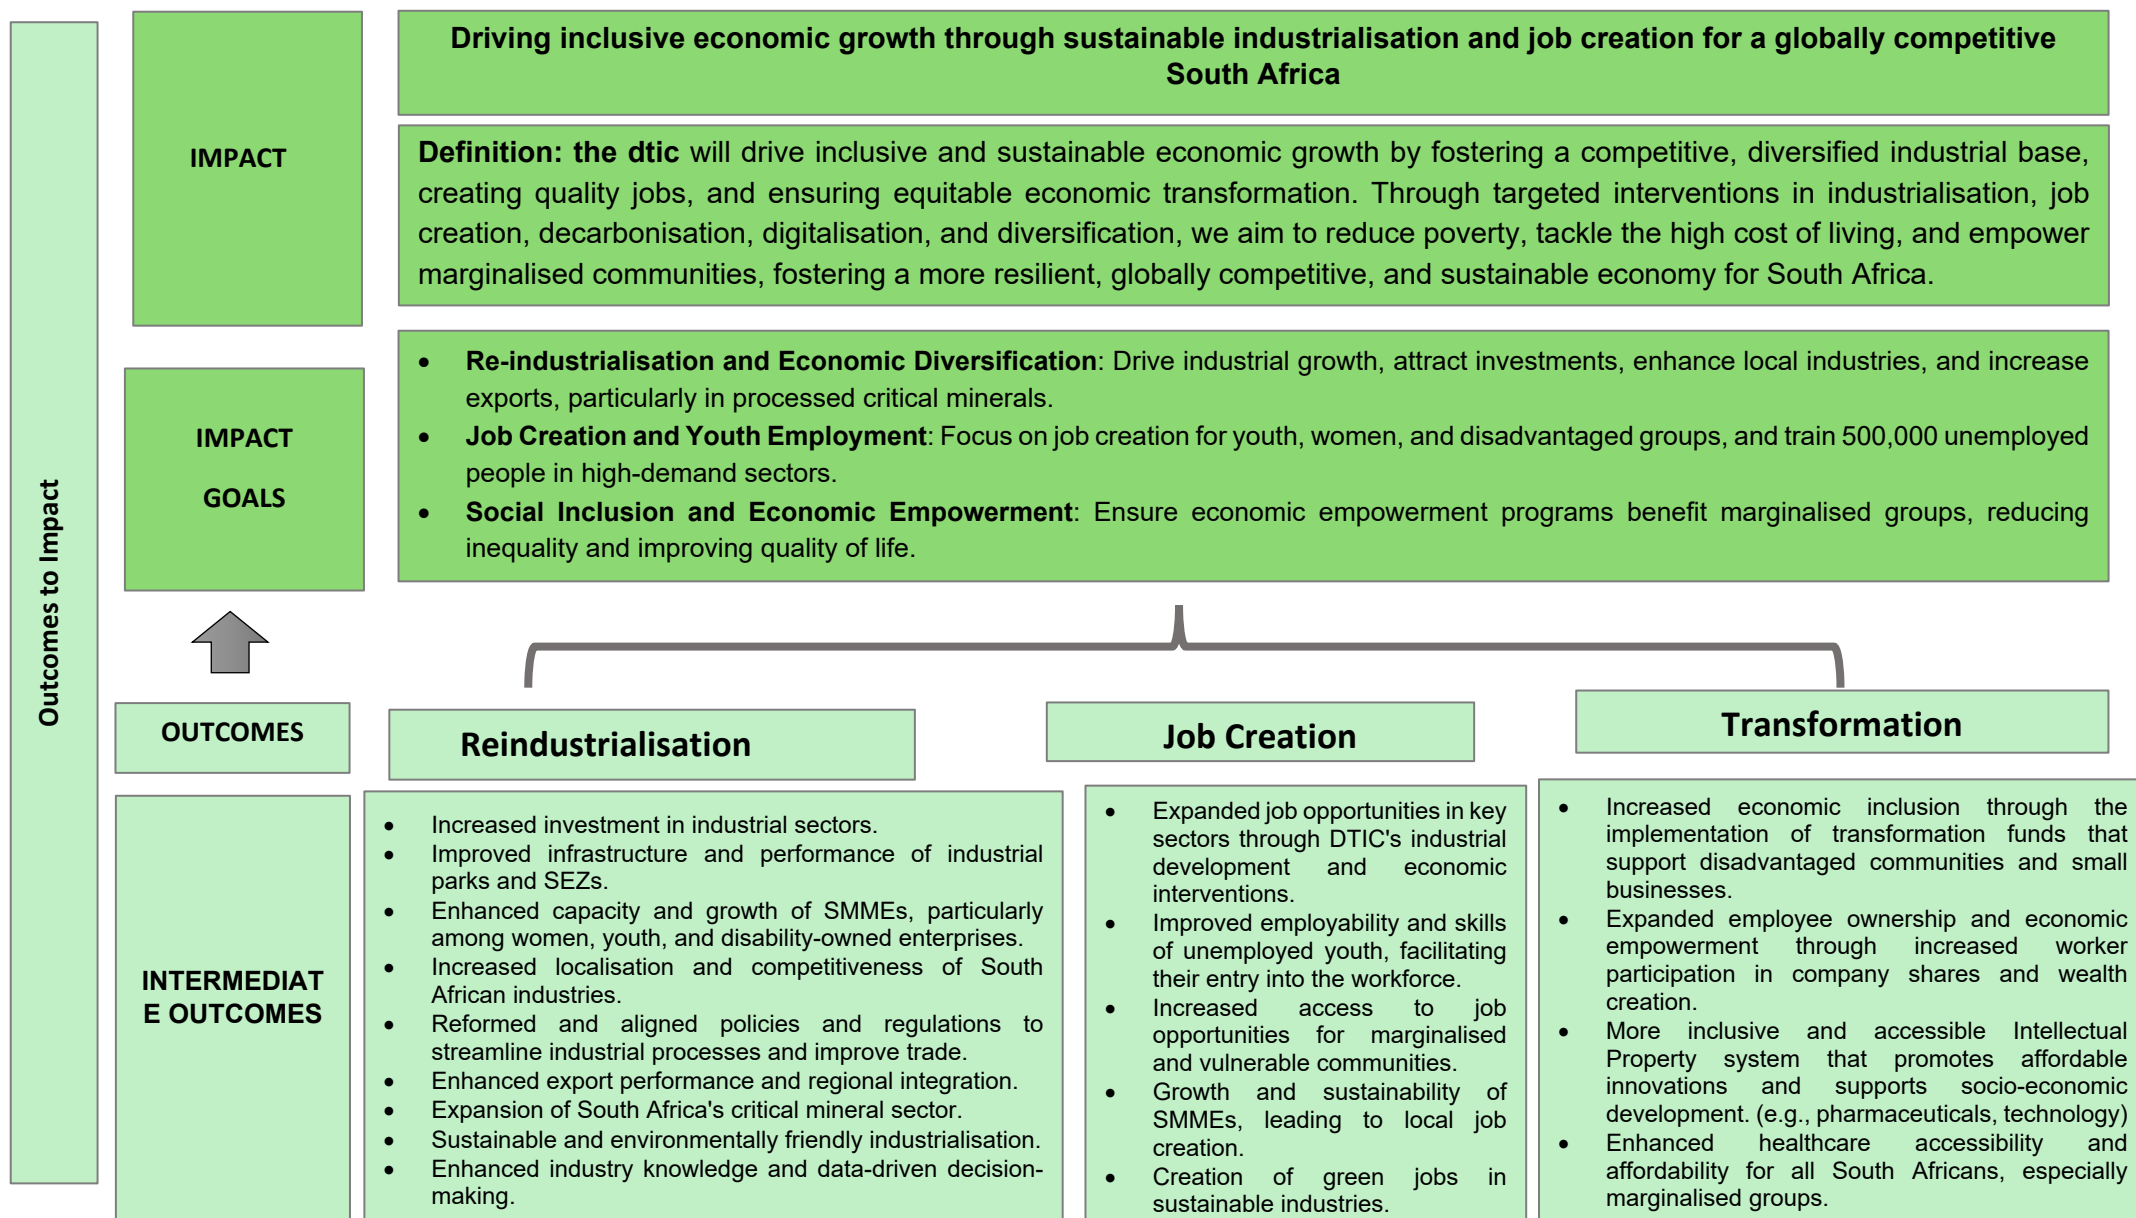 Outcomes to Impact
IMPACT
Driving inclusive economic growth through sustainable industrialisation and job creation for a globally competitive
South Africa
Definition: the dtic will drive inclusive and sustainable economic growth by fostering a competitive, diversified industrial base,
creating quality jobs, and ensuring equitable economic transformation. Through targeted interventions in industrialisation, job
creation, decarbonisation, digitalisation, and diversification, we aim to reduce poverty, tackle the high cost of living, and empower
marginalised communities, fostering a more resilient, globally competitive, and sustainable economy for South Africa.
IMPACT
GOALS
• Re-industrialisation and Economic Diversification: Drive industrial growth, attract investments, enhance local industries, and increase
exports, particularly in processed critical minerals.
• Job Creation and Youth Employment: Focus on job creation for youth, women, and disadvantaged groups, and train 500,000 unemployed
people in high-demand sectors.
• Social Inclusion and Economic Empowerment: Ensure economic empowerment programs benefit marginalised groups, reducing
inequality and improving quality of life.
OUTCOMES
Reindustrialisation
Job Creation
Transformation
INTERMEDIAT
E OUTCOMES
• Increased investment in industrial sectors.
• Improved infrastructure and performance of industrial
parks and SEZs.
• Enhanced capacity and growth of SMMEs, particularly
among women, youth, and disability-owned enterprises.
• Increased localisation and competitiveness of South
African industries.
• Reformed and aligned policies and regulations to
streamline industrial processes and improve trade.
• Enhanced export performance and regional integration.
• Expansion of South Africa's critical mineral sector.
• Sustainable and environmentally friendly industrialisation.
• Enhanced industry knowledge and data-driven decision-
making.
• Expanded job opportunities in key
sectors through DTIC's industrial
development and economic
interventions.
• Improved employability and skills
of unemployed youth, facilitating
their entry into the workforce.
• Increased access to job
opportunities for marginalised
and vulnerable communities.
• Growth and sustainability of
SMMEs, leading to local job
creation.
• Creation of green jobs in
sustainable industries.
• Increased economic inclusion through the
implementation of transformation funds that
support disadvantaged communities and small
businesses.
• Expanded employee ownership and economic
empowerment through increased worker
participation in company shares and wealth
creation.
• More inclusive and accessible Intellectual
Property system that promotes affordable
innovations and supports socio-economic
development. (e.g., pharmaceuticals, technology)
• Enhanced healthcare accessibility and
affordability for all South Africans, especially
marginalised groups.